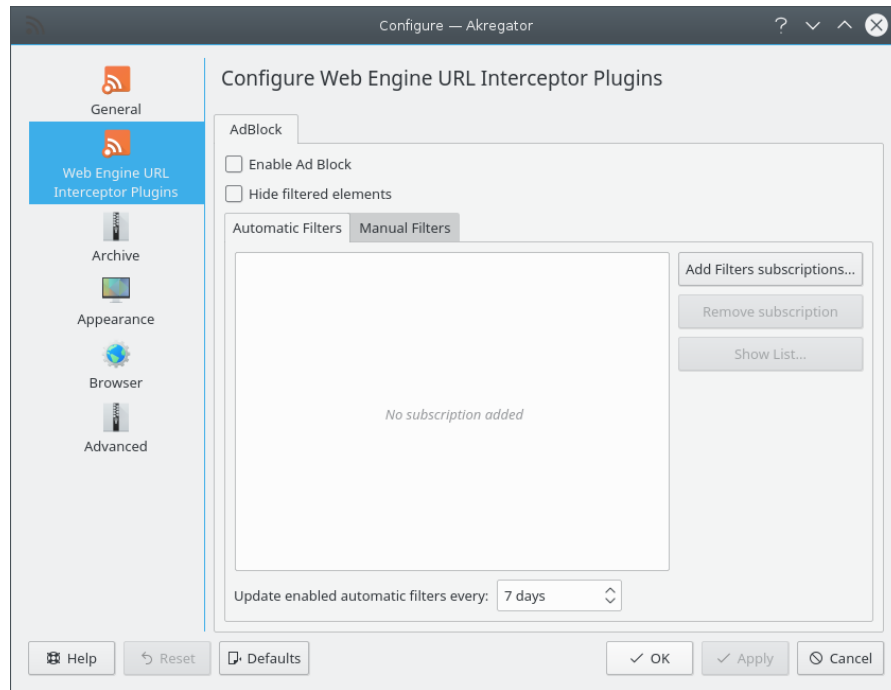 Configure — Akregator
General
Web Engine URL
Interceptor Plugins
Archive
Appearance
Browser
Advanced
Configure Web Engine URL Interceptor Plugins
AdBlock
Enable Ad Block
Hide filtered elements
Automatic Filters
Manual Filters
No subscription added
Add Filters subscriptions...
Remove subscription
Show List...
Update enabled automatic filters every: 7 days
Help
Reset
Defaults
OK
Apply
Cancel